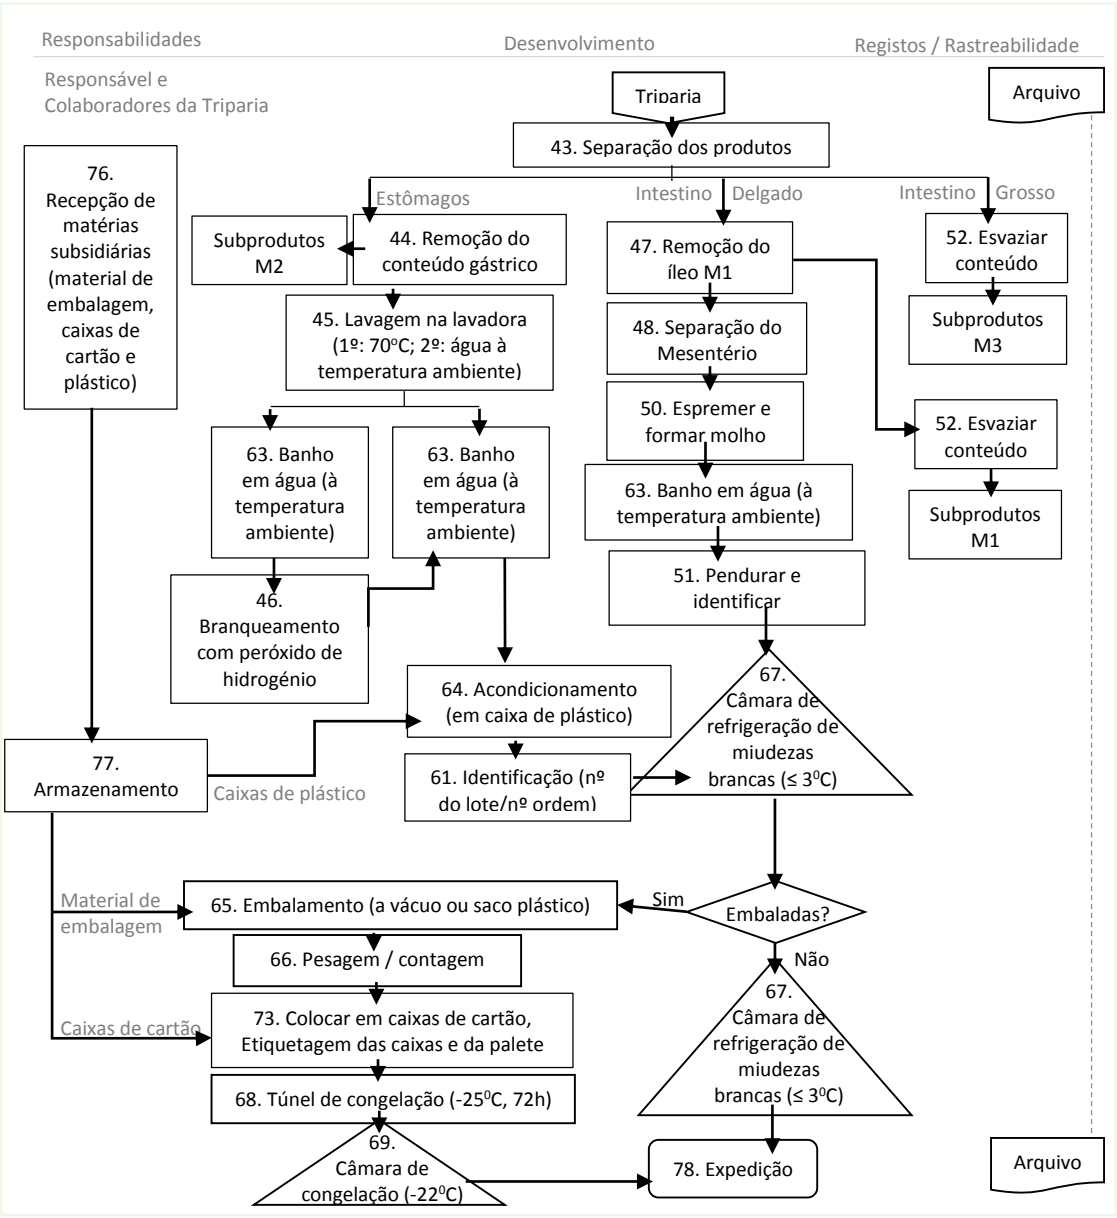 Responsabilidades
Desenvolvimento
Registos / Rastreabilidade
Responsável e
Colaboradores da Triparia
Triparia
Arquivo
43. Separação dos produtos
76.
Recepção de
matérias
subsidiárias
(material de
embalagem,
caixas de
cartão e
plástico)
Estômagos
Intestino Delgado
Intestino Grosso
Subprodutos
M2
44. Remoção do
conteúdo gástrico
47. Remoção do
íleo M1
52. Esvaziar
conteúdo
45. Lavagem na lavadora
(1º: 70ºC; 2º: água à
temperatura ambiente)
48. Separação do
Mesentério
Subprodutos
M3
50. Espremer e
formar molho
52. Esvaziar
conteúdo
63. Banho
em água (à
temperatura
ambiente)
63. Banho
em água (à
temperatura
ambiente)
63. Banho em água (à
temperatura ambiente)
Subprodutos
M1
51. Pendurar e
identificar
46.
Branqueamento
com peróxido de
hidrogénio
64. Acondicionamento
(em caixa de plástico)
67.
Câmara de
refrigeração de
miudezas
brancas (≤ 3⁰C)
77.
Armazenamento
Caixas de plástico
61. Identificação (nº
do lote/nº ordem)
Material de
embalagem
65. Embalamento (a vácuo ou saco plástico)
Sim
Embaladas?
Não
66. Pesagem / contagem
67.
Câmara de
refrigeração de
miudezas
brancas (≤ 3⁰C)
Caixas de cartão
73. Colocar em caixas de cartão,
Etiquetagem das caixas e da palete
68. Túnel de congelação (-25⁰C, 72h)
69.
Câmara de
congelação (-22⁰C)
78. Expedição
Arquivo